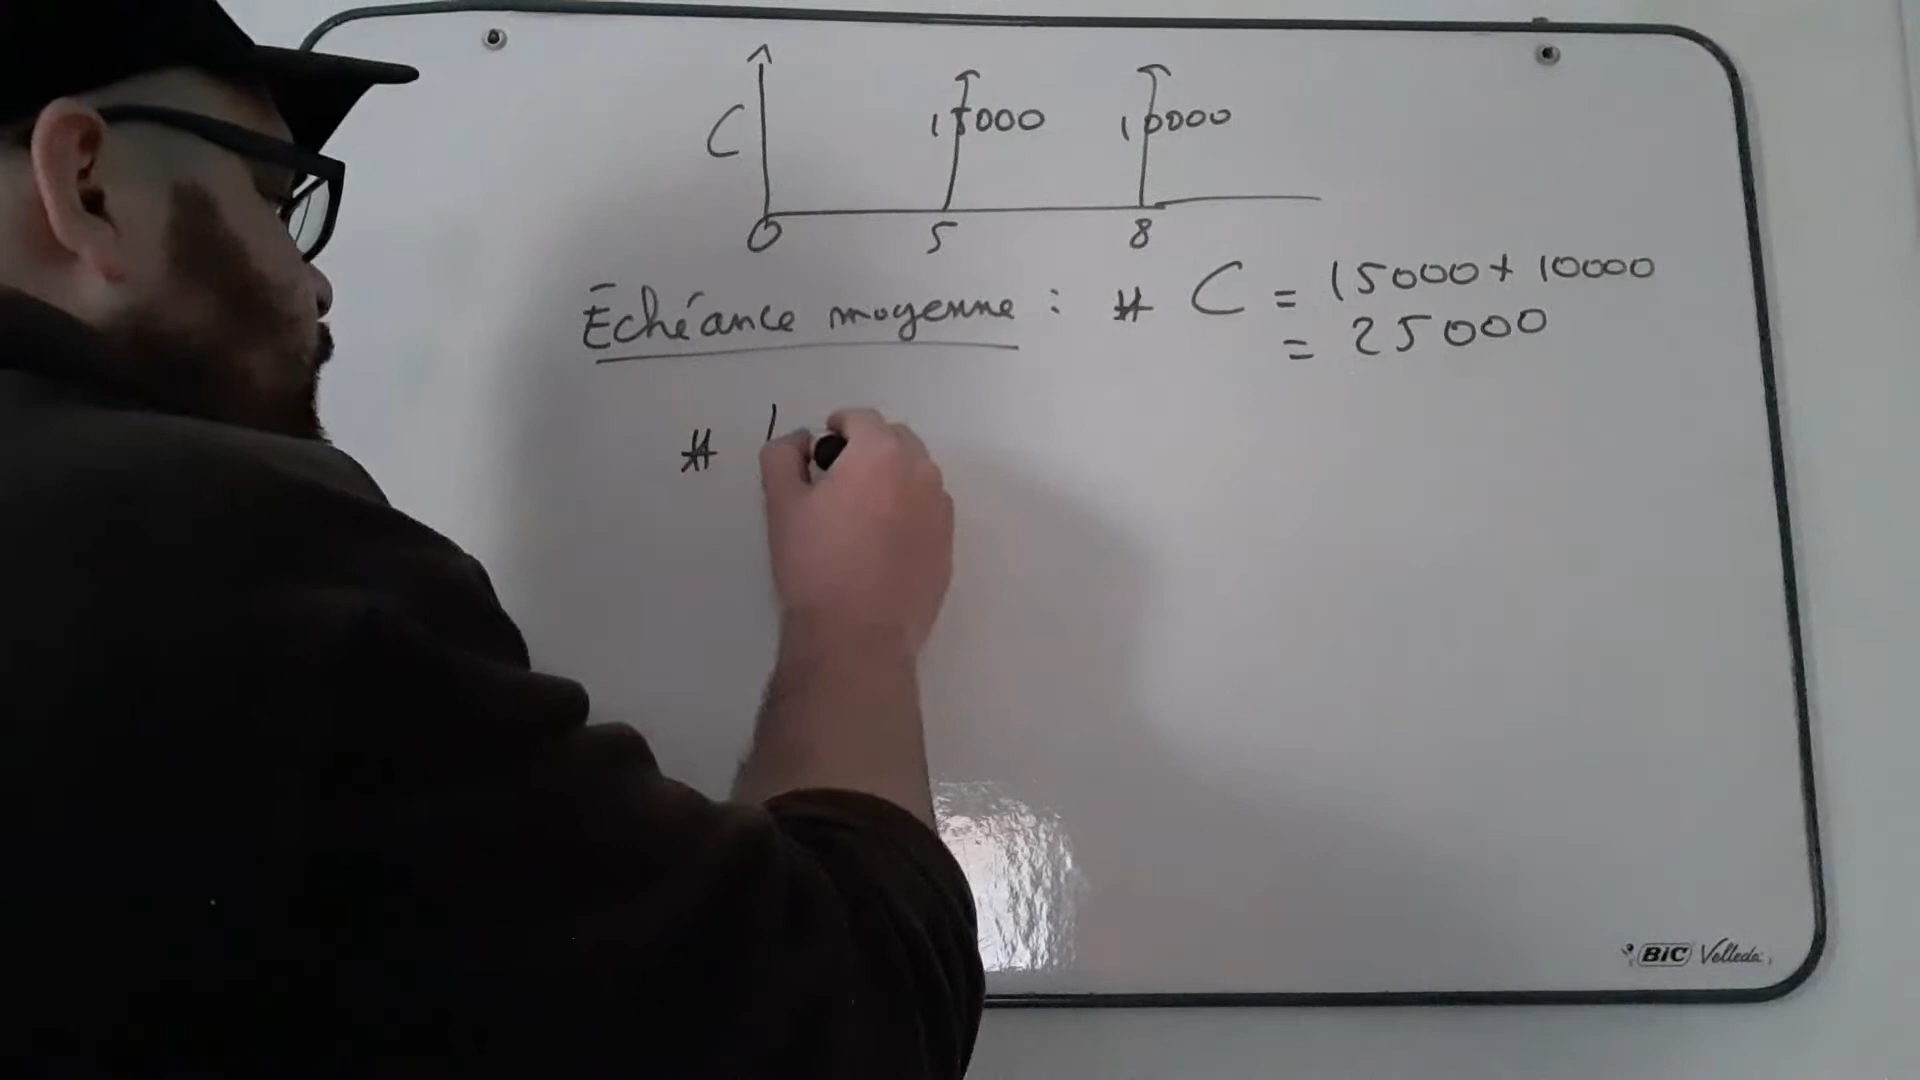 C 15000 10000
0 5 8
Échéance moyenne : # C = 15000 + 10000
= 25000
#
BIC Velleda